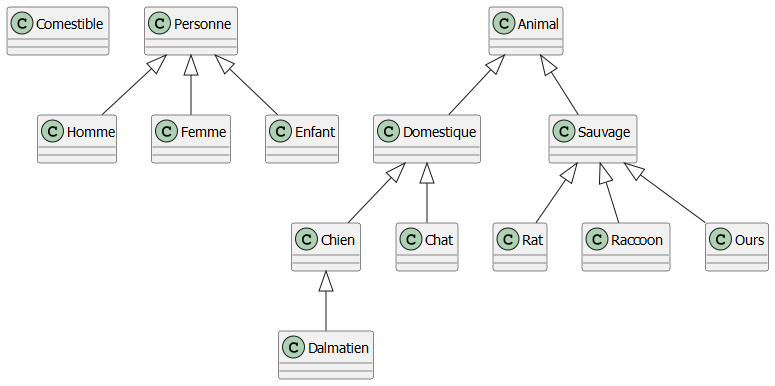 C Comestible
C Personne
C Animal
C Homme
C Femme
C Enfant
C Domestique
C Sauvage
C Chien
C Chat
C Rat
C Raccoon
C Ours
C Dalmatien